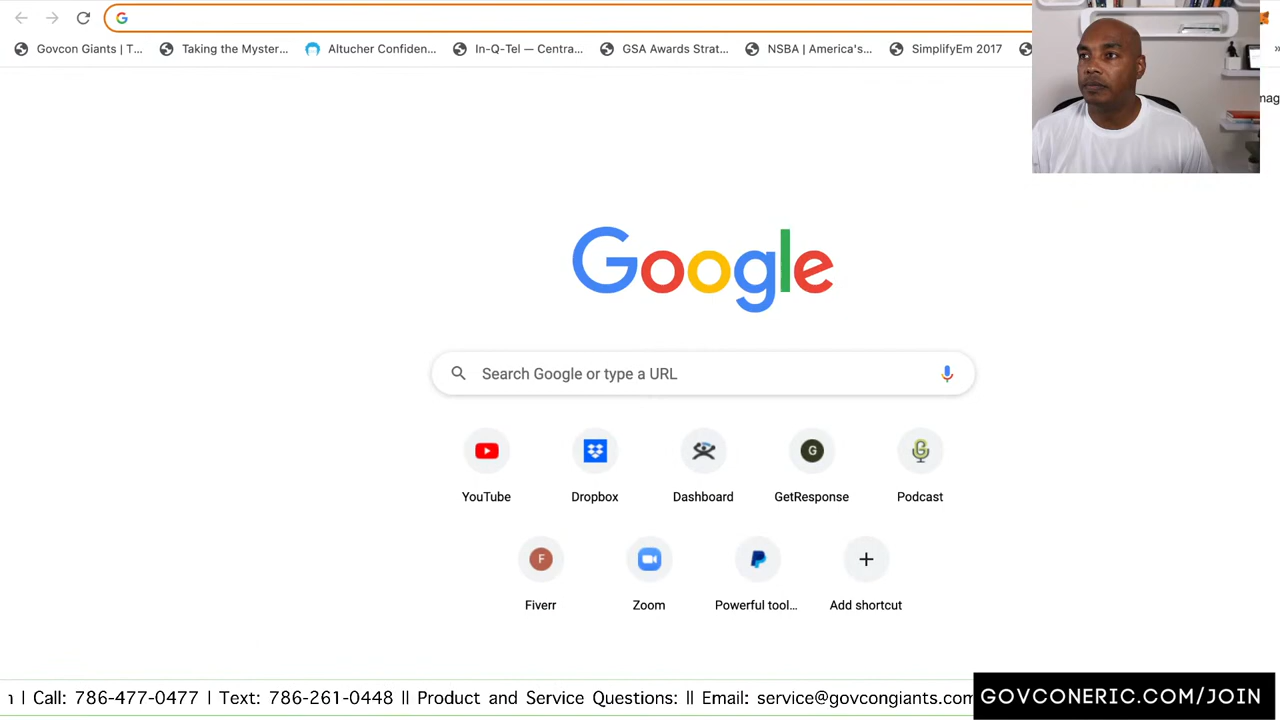 Govcon Giants | T...
Taking the Myster...
Altucher Confiden...
In-Q-Tel — Centra...
GSA Awards Strat...
NSBA | America's...
SimplifyEm 2017
»
mag
Google
Search Google or type a URL
G
YouTube
Dropbox
Dashboard
GetResponse
Podcast
F
Fiverr
Zoom
Powerful tool...
Add shortcut
| Call: 786-477-0477 | Text: 786-261-0448 || Product and Service Questions: || Email: service@govcongiants.com
GOVCONERIC.COM/JOIN